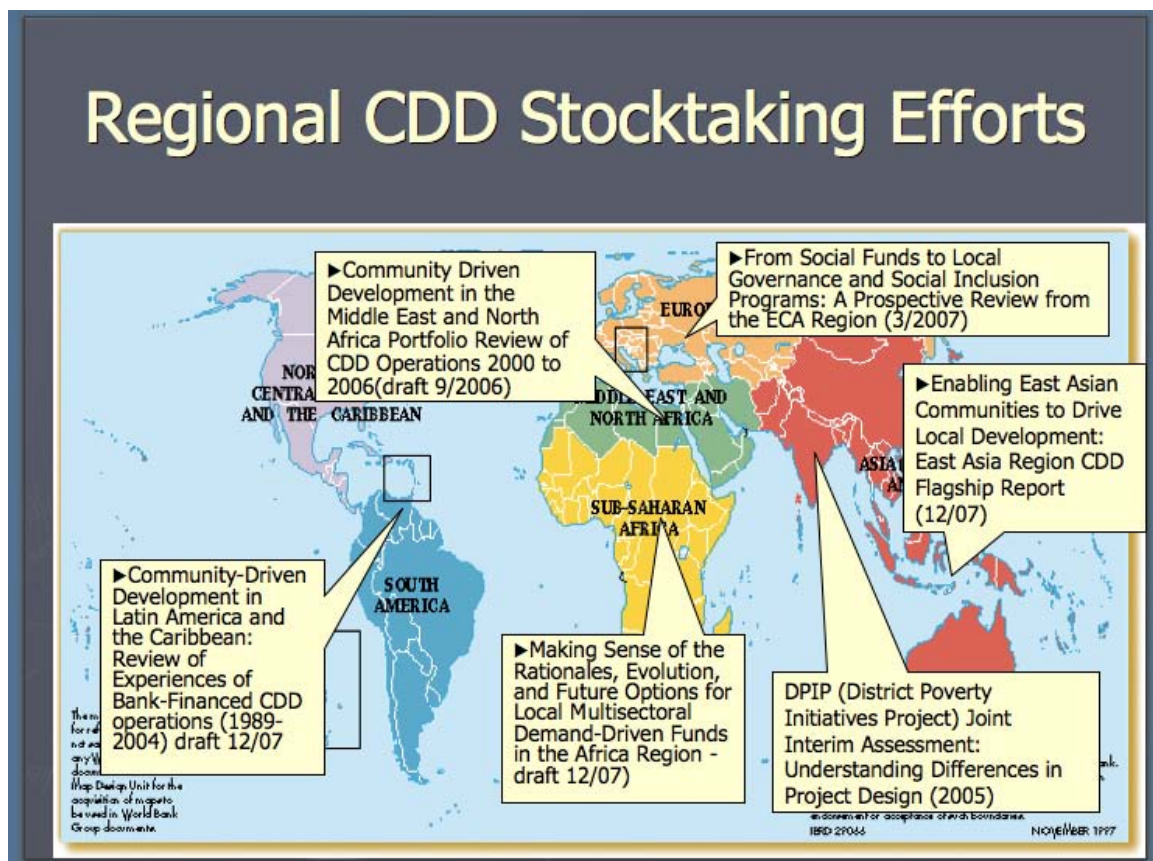 Regional CDD Stocktaking Efforts
►Community Driven
Development in the
Middle East and North
Africa Portfolio Review of
CDD Operations 2000 to
2006(draft 9/2006)
►From Social Funds to Local
Governance and Social Inclusion
Programs: A Prospective Review from
the ECA Region (3/2007)
►Enabling East Asian
Communities to Drive
Local Development:
East Asia Region CDD
Flagship Report
(12/07)
AND THE CARIBBEAN
NORTH AFRICA
SUB-SAHARAN
AFRICA
SOUTH
AMERICA
►Community-Driven
Development in
Latin America and
the Caribbean:
Review of
Experiences of
Bank-Financed CDD
operations (1989-
2004) draft 12/07
►Making Sense of the
Rationales, Evolution,
and Future Options for
Local Multisectoral
Demand-Driven Funds
in the Africa Region -
draft 12/07)
DPIP (District Poverty
Initiatives Project) Joint
Interim Assessment:
Understanding Differences in
Project Design (2005)
Map Design Unit for the
acquisition of maps to
be used in World Bank
Group documents.
endorsement or acceptance of such boundaries.
IBRD 29066
NOVEMBER 1997